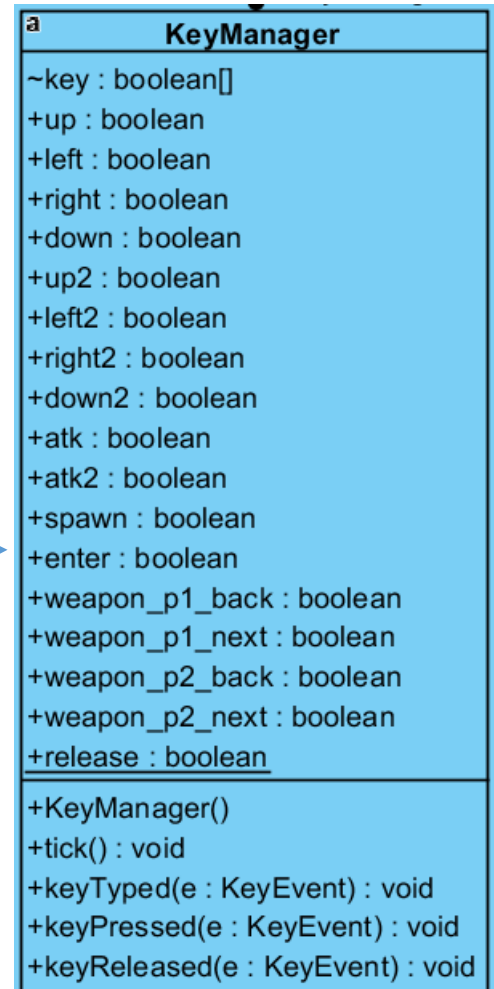 a
KeyManager
~key : boolean[]
+up : boolean
+left : boolean
+right : boolean
+down : boolean
+up2 : boolean
+left2 : boolean
+right2 : boolean
+down2 : boolean
+atk : boolean
+atk2 : boolean
+spawn : boolean
+enter : boolean
+weapon_p1_back : boolean
+weapon_p1_next : boolean
+weapon_p2_back : boolean
+weapon_p2_next : boolean
+release : boolean
+KeyManager()
+tick() : void
+keyTyped(e : KeyEvent) : void
+keyPressed(e : KeyEvent) : void
+keyReleased(e : KeyEvent) : void